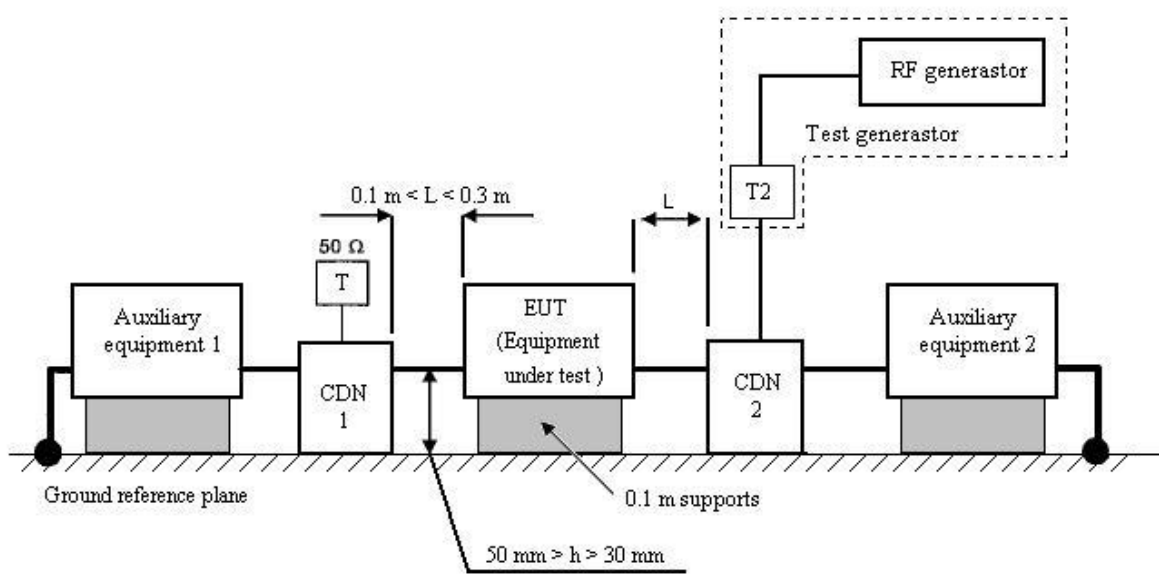 RF generastor
Test generastor
T2
0.1 m < L < 0.3 m
L
50 Ω
T
Auxiliary
equipment 1
EUT
(Equipment
under test )
Auxiliary
equipment 2
CDN
1
CDN
2
Ground reference plane
0.1 m supports
50 mm > h > 30 mm